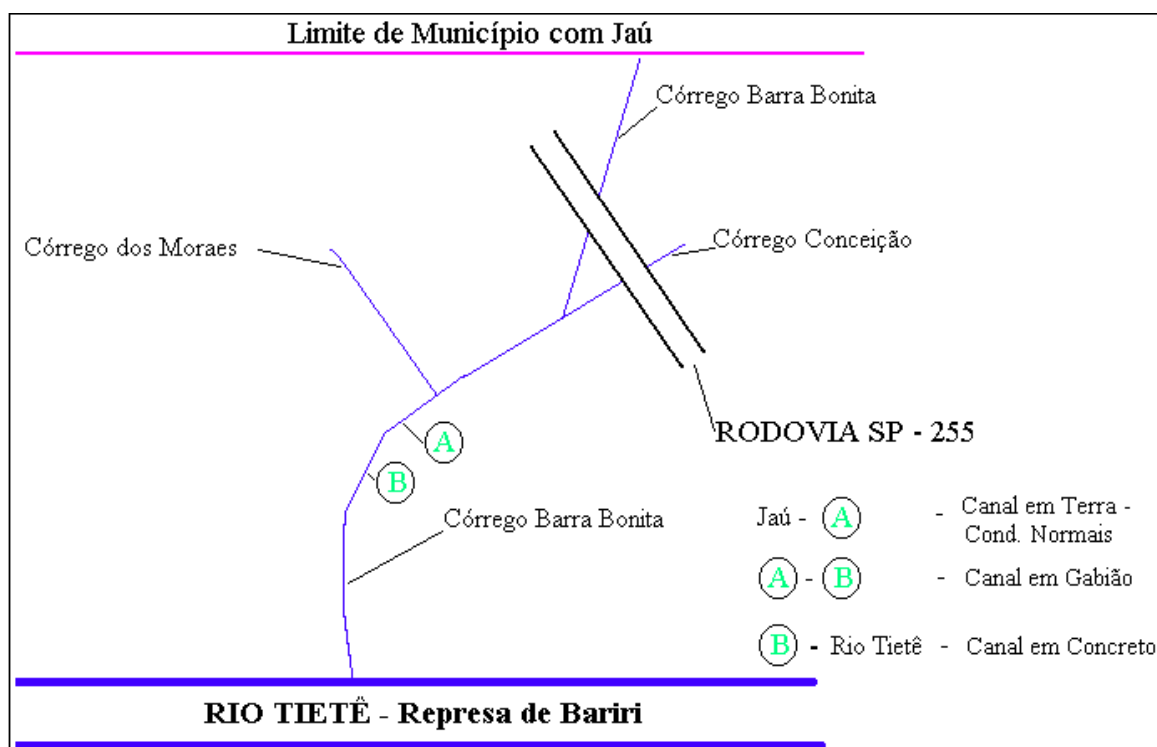 Limite de Município com Jaú
Córrego Barra Bonita
Córrego dos Moraes
Córrego Conceição
RODOVIA SP - 255
A
B
Córrego Barra Bonita
Jaú - A - Canal em Terra -
Cond. Normais
A - B - Canal em Gabião
B - Rio Tietê - Canal em Concreto
RIO TIETÊ - Represa de Bariri